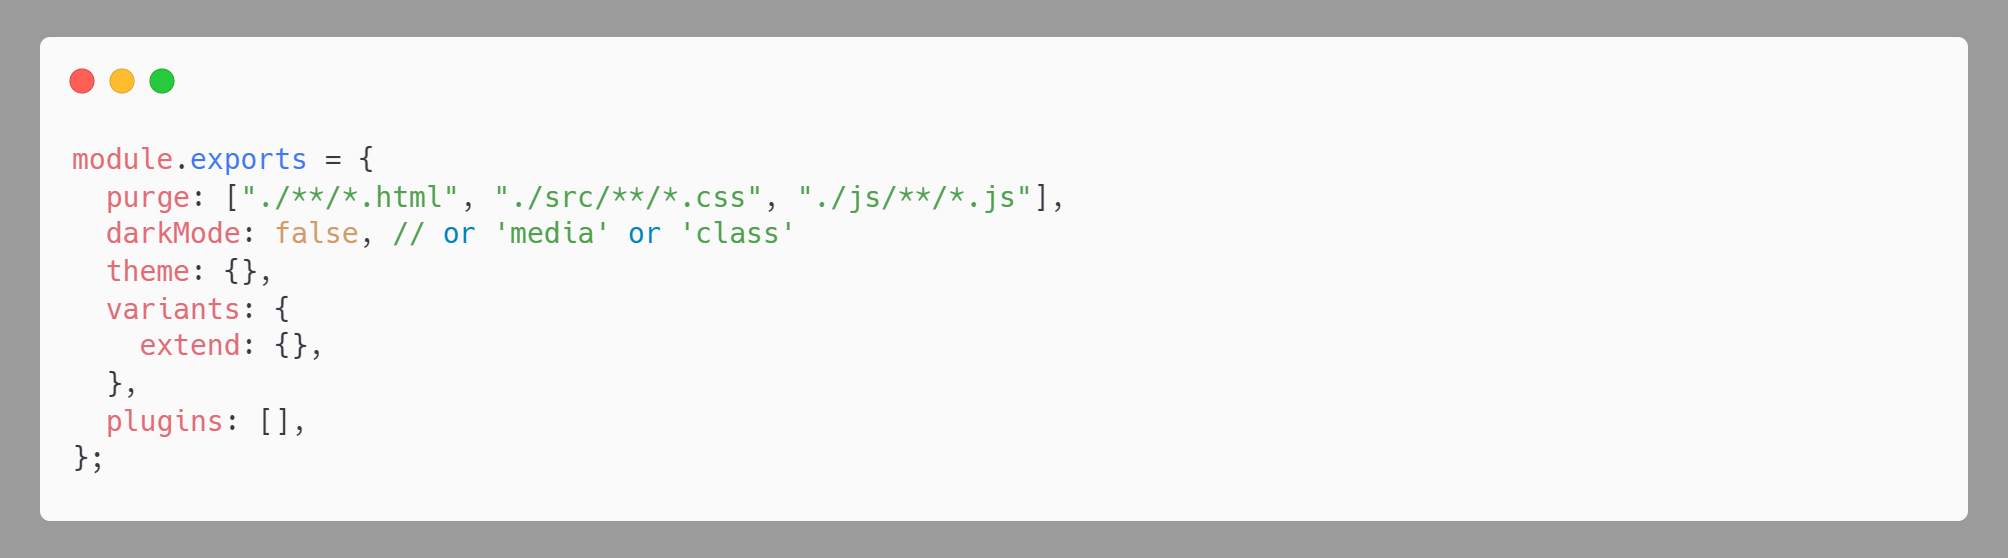 module.exports = {
  purge: ["./**/*.html", "./src/**/*.css", "./js/**/*.js"],
  darkMode: false, // or 'media' or 'class'
  theme: {},
  variants: {
    extend: {},
  },
  plugins: [],
};